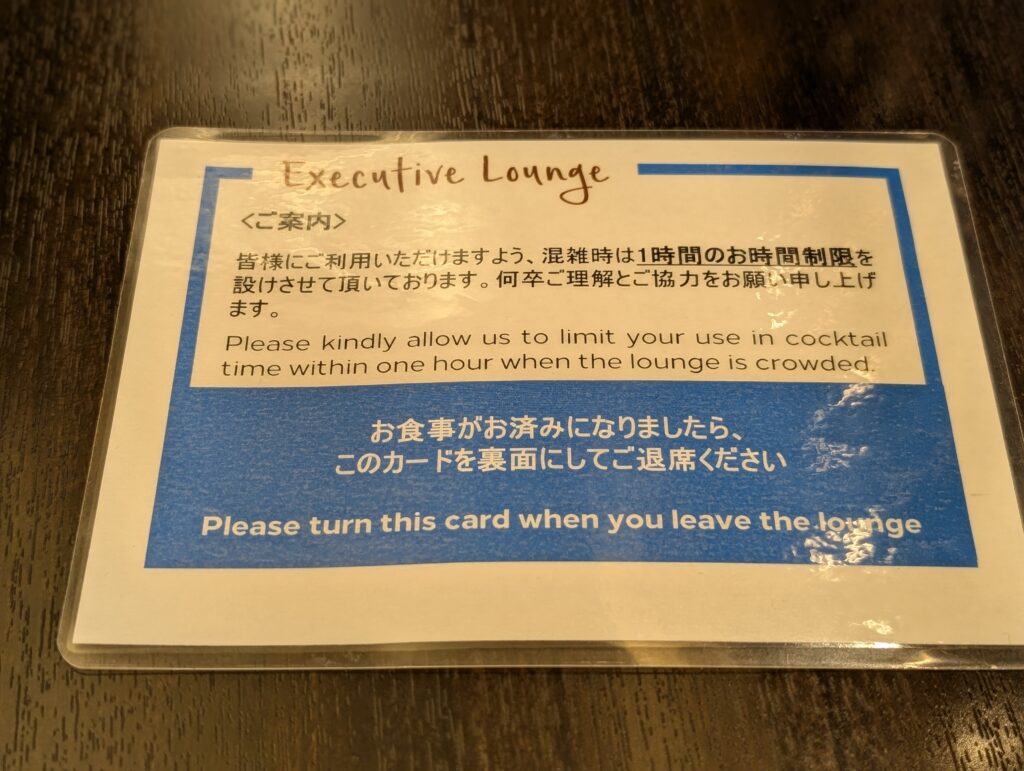 Executive Lounge
<ご案内>
皆様にご利用いただけますよう、混雑時は1時間のお時間制限を
設けさせて頂いております。何卒ご理解とご協力をお願い申し上げ
ます。
Please kindly allow us to limit your use in cocktail
time within one hour when the lounge is crowded.
お食事がお済みになりましたら、
このカードを裏面にしてご退席ください
Please turn this card when you leave the lounge